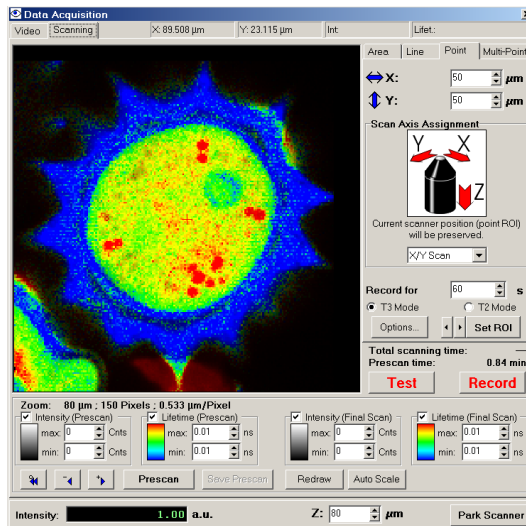 Data Acquisition
Video Scanning X: 89.508 µm Y: 23.115 µm Int: Lifet.:
Area Line Point Multi-Point
X: 50 µm
Y: 50 µm
Scan Axis Assignment
Y X
Z
Current scanner position (point ROI)
will be preserved.
X/Y Scan
Record for 60 s
T3 Mode T2 Mode
Options... Set ROI
Total scanning time: —
Prescan time: 0.84 min
Test Record
Zoom: 80 µm ; 150 Pixels ; 0.533 µm/Pixel
Intensity (Prescan) Lifetime (Prescan) Intensity (Final Scan) Lifetime (Final Scan)
max: 0 Cnts max: 0.01 ns max: 0 Cnts max: 0.01 ns
min: 0 Cnts min: 0.01 ns min: 0 Cnts min: 0.01 ns
Prescan Save Prescan Redraw Auto Scale
Intensity: 1.00 a.u. Z: 80 µm Park Scanner